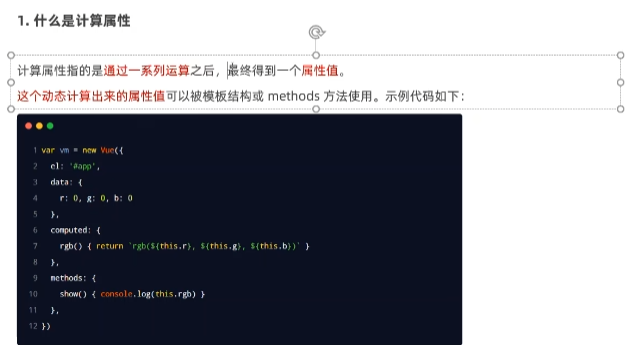 1. 什么是计算属性
计算属性指的是通过一系列运算之后，最终得到一个属性值。
这个动态计算出来的属性值可以被模板结构或 methods 方法使用。示例代码如下：
1 var vm = new Vue({
2 el: '#app',
3 data: {
4 r: 0, g: 0, b: 0
5 },
6 computed: {
7 rgb() { return `rgb(${this.r}, ${this.g}, ${this.b})` }
8 },
9 methods: {
10 show() { console.log(this.rgb) }
11 },
12 })